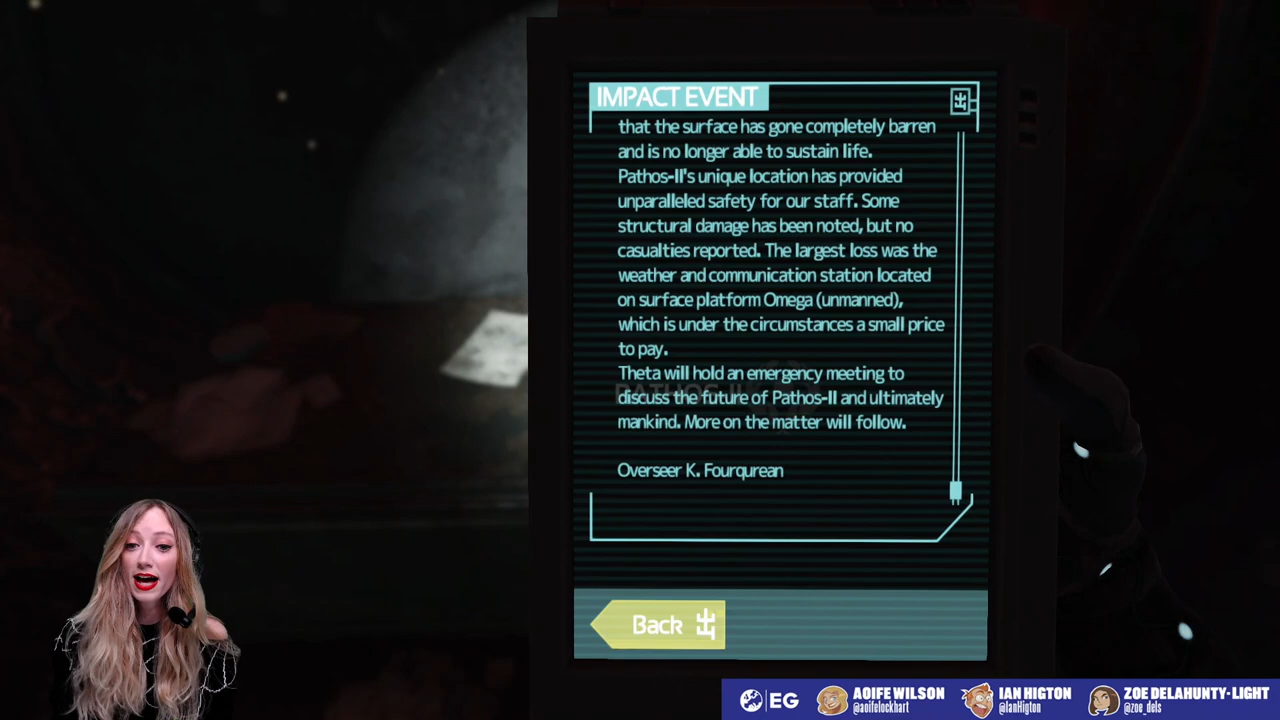 IMPACT EVENT
that the surface has gone completely barren
and is no longer able to sustain life.
Pathos-II's unique location has provided
unparalleled safety for our staff. Some
structural damage has been noted, but no
casualties reported. The largest loss was the
weather and communication station located
on surface platform Omega (unmanned),
which is under the circumstances a small price
to pay.
Theta will hold an emergency meeting to
discuss the future of Pathos-II and ultimately
mankind. More on the matter will follow.
Overseer K. Fourqurean
PATHOS-II
Back
EG
AOIFE WILSON
@aoifelockhart
IAN HIGTON
@IanHigton
ZOE DELAHUNTY-LIGHT
@zoe_dels